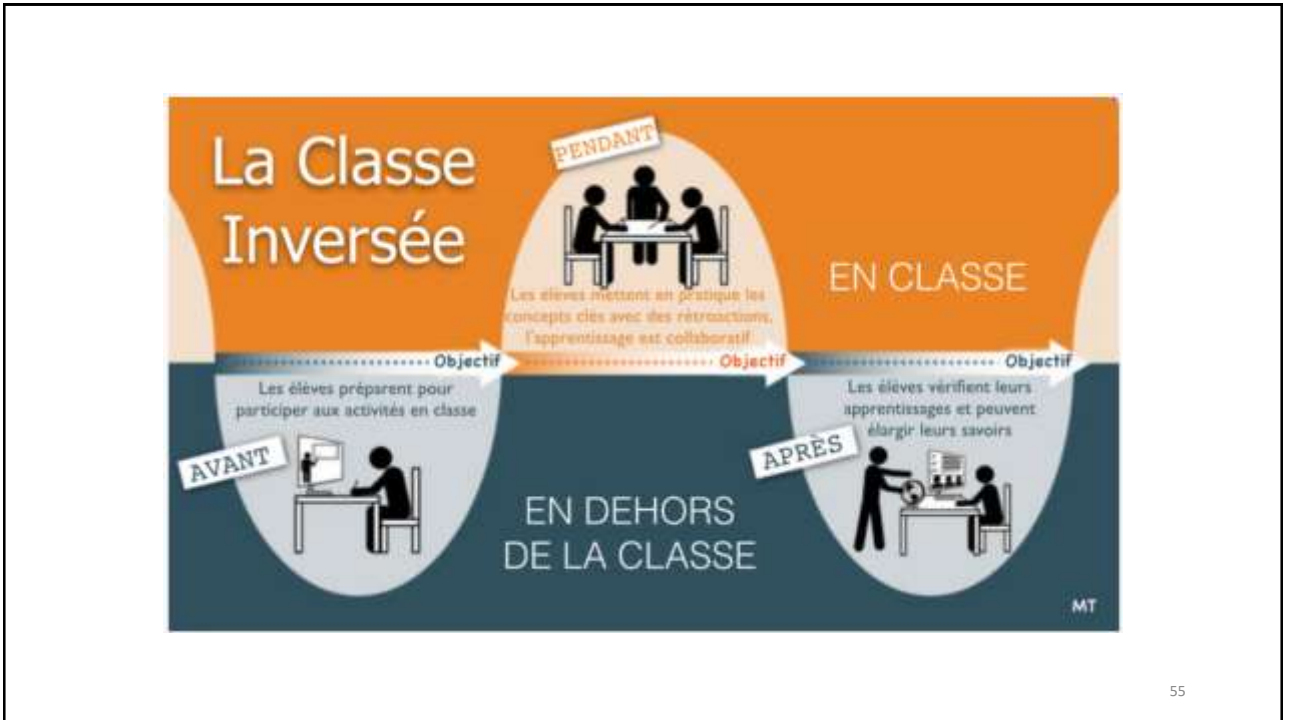 La Classe
Inversée
PENDANT
Les élèves mettent en pratique les
concepts clés avec des rétroactions,
l'apprentissage est collaboratif
EN CLASSE
Objectif
Objectif
Objectif
Les élèves préparent pour
participer aux activités en classe
AVANT
EN DEHORS
DE LA CLASSE
Les élèves vérifient leurs
apprentissages et peuvent
élargir leurs savoirs
APRÈS
MT
55